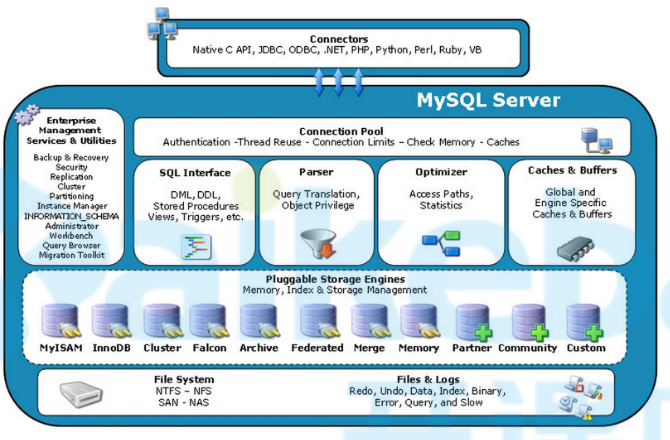 Connectors
Native C API, JDBC, ODBC, .NET, PHP, Python, Perl, Ruby, VB
MySQL Server
Enterprise
Management
Services & Utilities
Backup & Recovery
Security
Replication
Cluster
Partitioning
Instance Manager
INFORMATION_SCHEMA
Administrator
Workbench
Query Browser
Migration Toolkit
Connection Pool
Authentication -Thread Reuse - Connection Limits – Check Memory - Caches
SQL Interface
DML, DDL,
Stored Procedures
Views, Triggers, etc.
Parser
Query Translation,
Object Privilege
Optimizer
Access Paths,
Statistics
Caches & Buffers
Global and
Engine Specific
Caches & Buffers
Pluggable Storage Engines
Memory, Index & Storage Management
MyISAM InnoDB Cluster Falcon Archive Federated Merge Memory Partner Community Custom
File System
NTFS – NFS
SAN - NAS
Files & Logs
Redo, Undo, Data, Index, Binary,
Error, Query, and Slow